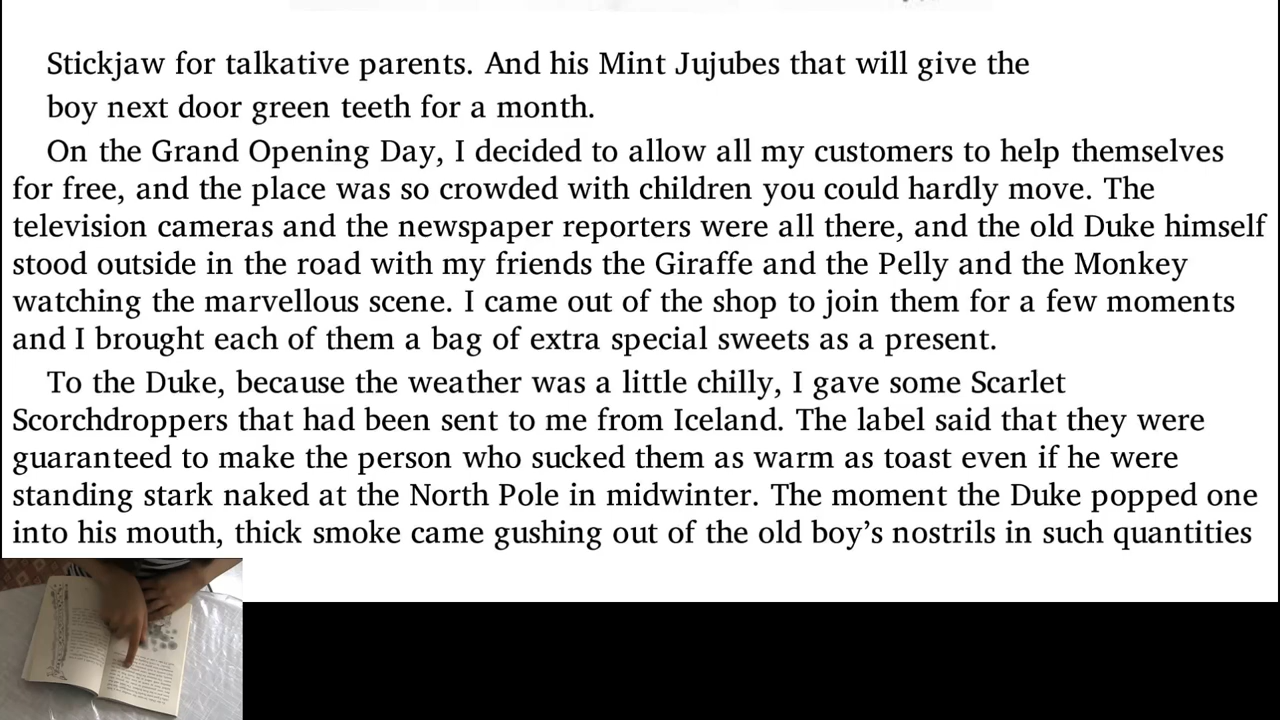 Stickjaw for talkative parents. And his Mint Jujubes that will give the
boy next door green teeth for a month.
On the Grand Opening Day, I decided to allow all my customers to help themselves
for free, and the place was so crowded with children you could hardly move. The
television cameras and the newspaper reporters were all there, and the old Duke himself
stood outside in the road with my friends the Giraffe and the Pelly and the Monkey
watching the marvellous scene. I came out of the shop to join them for a few moments
and I brought each of them a bag of extra special sweets as a present.
To the Duke, because the weather was a little chilly, I gave some Scarlet
Scorchdroppers that had been sent to me from Iceland. The label said that they were
guaranteed to make the person who sucked them as warm as toast even if he were
standing stark naked at the North Pole in midwinter. The moment the Duke popped one
into his mouth, thick smoke came gushing out of the old boy’s nostrils in such quantities